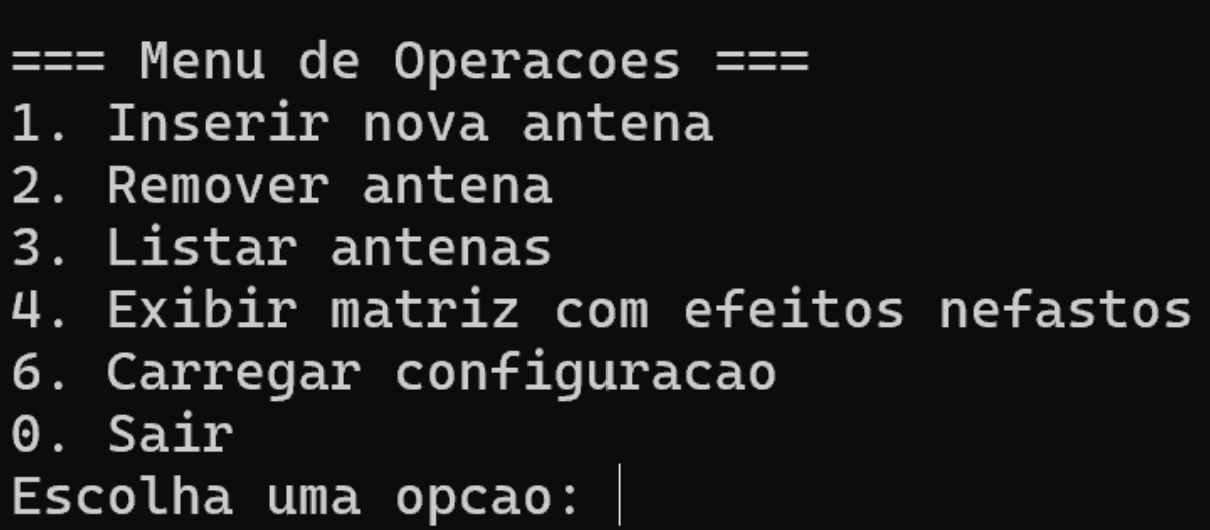 === Menu de Operacoes ===
1. Inserir nova antena
2. Remover antena
3. Listar antenas
4. Exibir matriz com efeitos nefastos
6. Carregar configuracao
0. Sair
Escolha uma opcao: